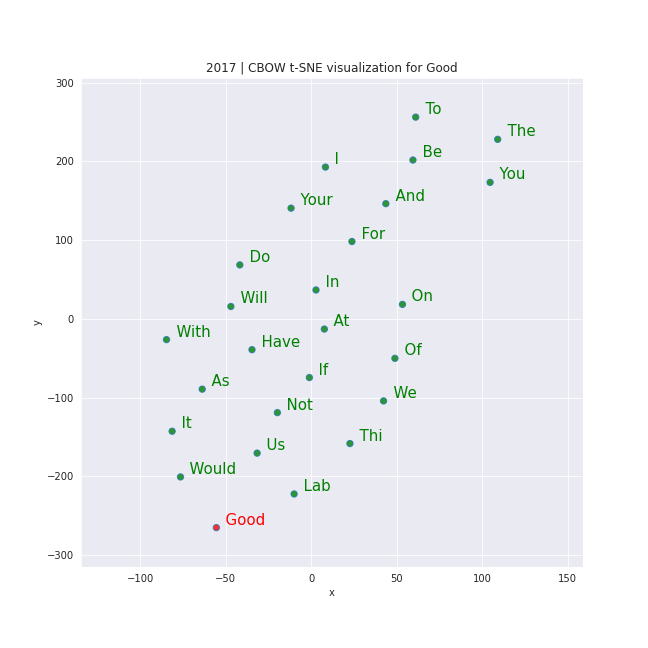 2017 | CBOW t-SNE visualization for Good
300
To
The
Be
I
200
You
Your
And
For
100
Do
In
Will
On
At
0
With
Have
Of
If
As
We
−100
Not
It
Thi
Us
Would
−200
Lab
Good
−300
−100 −50 0 50 100 150
x
y